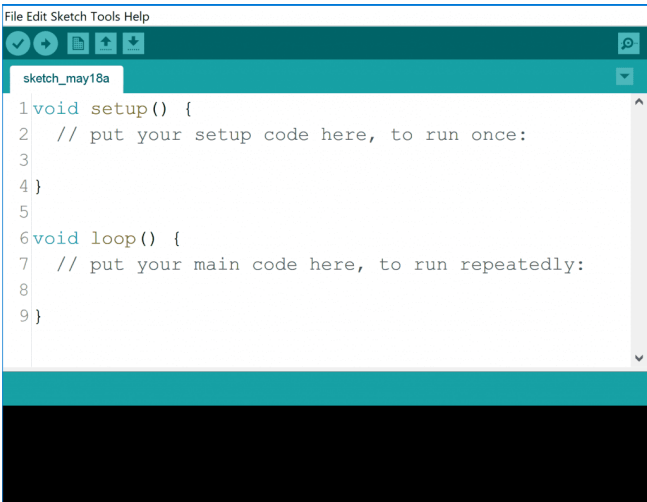 File Edit Sketch Tools Help
sketch_may18a
1 void setup() {
2   // put your setup code here, to run once:
3
4 }
5
6 void loop() {
7   // put your main code here, to run repeatedly:
8
9 }